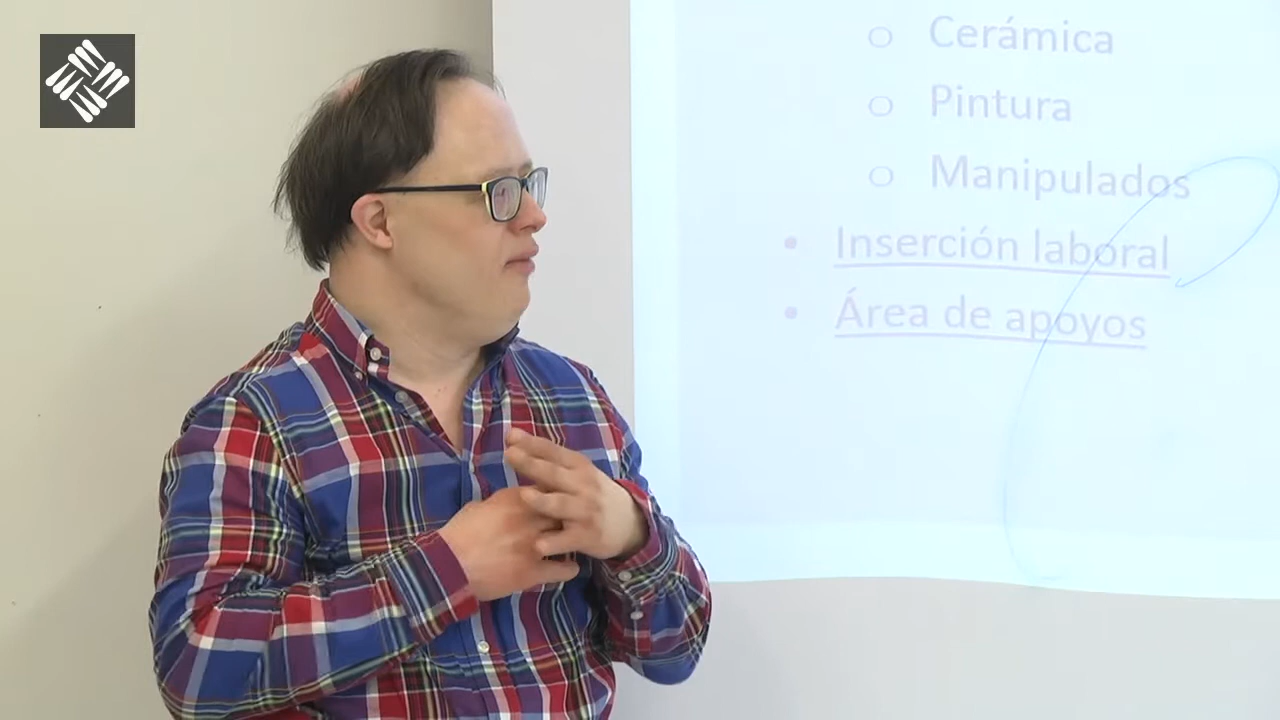 Cerámica
Pintura
Manipulados
Inserción laboral
Área de apoyos